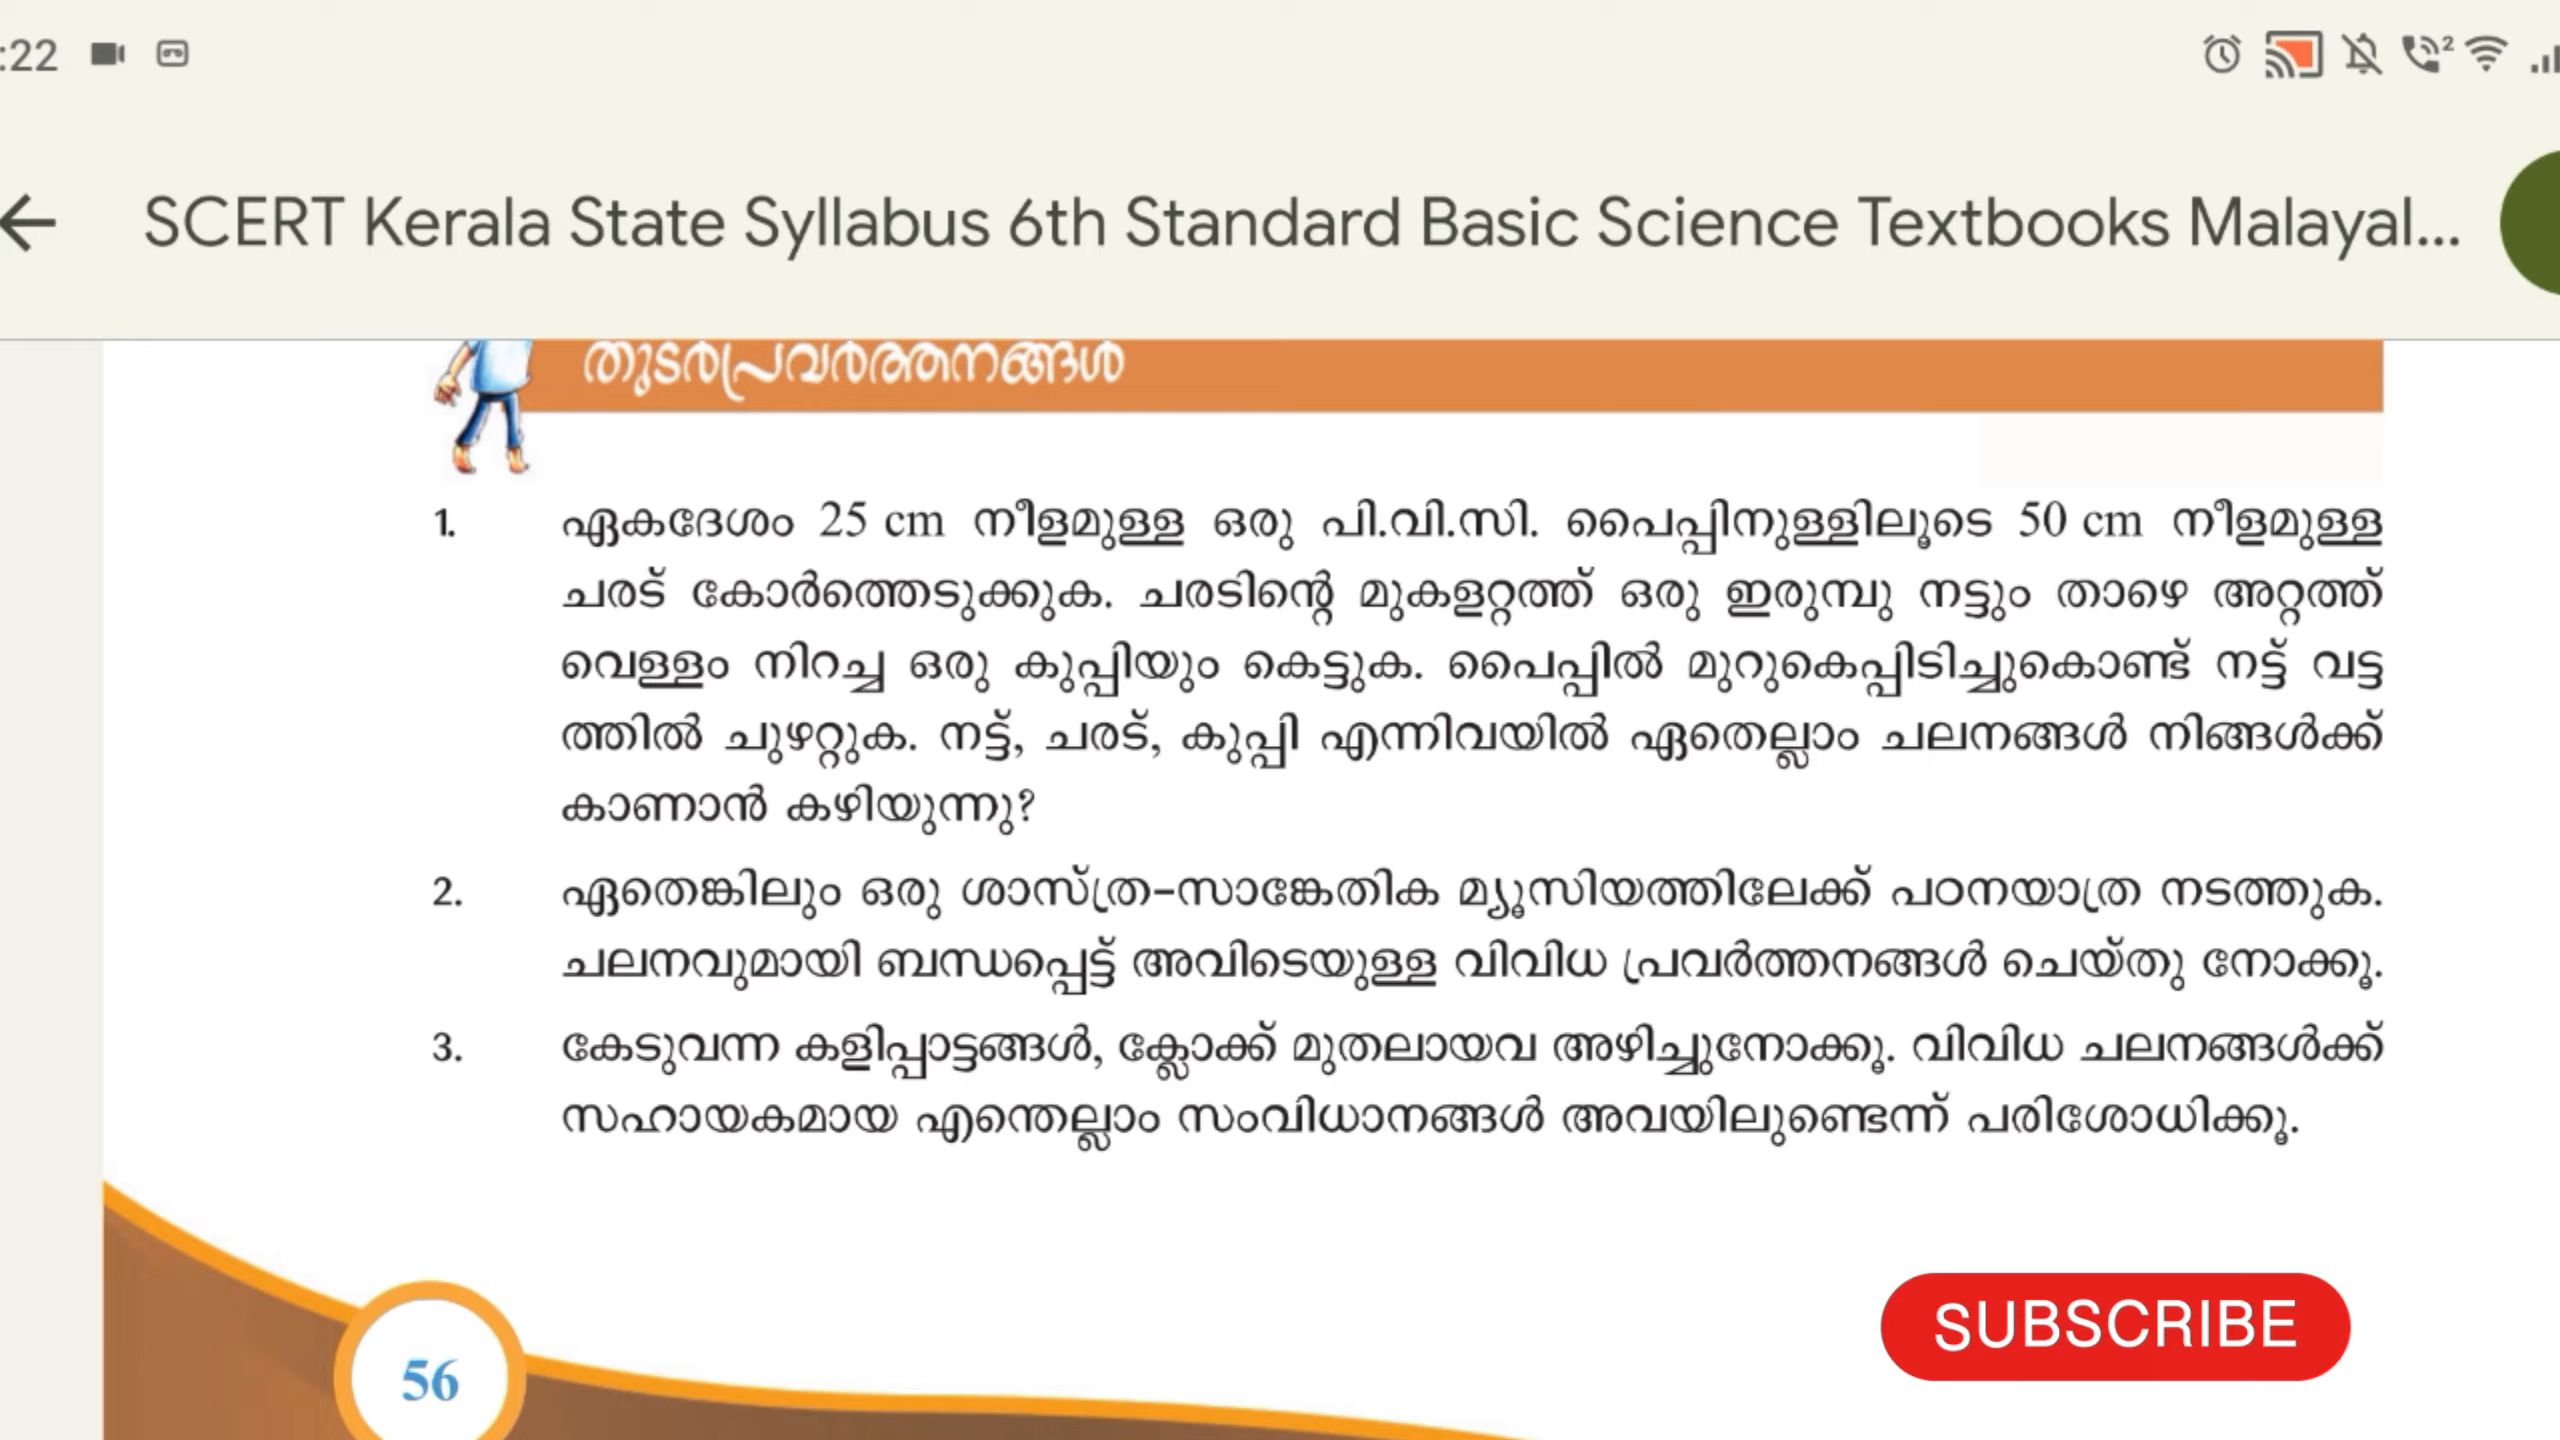 :22
SCERT Kerala State Syllabus 6th Standard Basic Science Textbooks Malayal...
തുടർപ്രവർത്തനങ്ങൾ
1. ഏകദേശം 25 cm നീളമുള്ള ഒരു പി.വി.സി. പൈപ്പിനുള്ളിലൂടെ 50 cm നീളമുള്ള
ചരട് കോർത്തെടുക്കുക. ചരടിന്റെ മുകളറ്റത്ത് ഒരു ഇരുമ്പു നട്ടും താഴെ അറ്റത്ത്
വെള്ളം നിറച്ച ഒരു കുപ്പിയും കെട്ടുക. പൈപ്പിൽ മുറുകെപ്പിടിച്ചുകൊണ്ട് നട്ട് വട്ട
ത്തിൽ ചുഴറ്റുക. നട്ട്, ചരട്, കുപ്പി എന്നിവയിൽ ഏതെല്ലാം ചലനങ്ങൾ നിങ്ങൾക്ക്
കാണാൻ കഴിയുന്നു?
2. ഏതെങ്കിലും ഒരു ശാസ്ത്ര-സാങ്കേതിക മ്യൂസിയത്തിലേക്ക് പഠനയാത്ര നടത്തുക.
ചലനവുമായി ബന്ധപ്പെട്ട് അവിടെയുള്ള വിവിധ പ്രവർത്തനങ്ങൾ ചെയ്തു നോക്കൂ.
3. കേടുവന്ന കളിപ്പാട്ടങ്ങൾ, ക്ലോക്ക് മുതലായവ അഴിച്ചുനോക്കൂ. വിവിധ ചലനങ്ങൾക്ക്
സഹായകമായ എന്തെല്ലാം സംവിധാനങ്ങൾ അവയിലുണ്ടെന്ന് പരിശോധിക്കൂ.
SUBSCRIBE
56